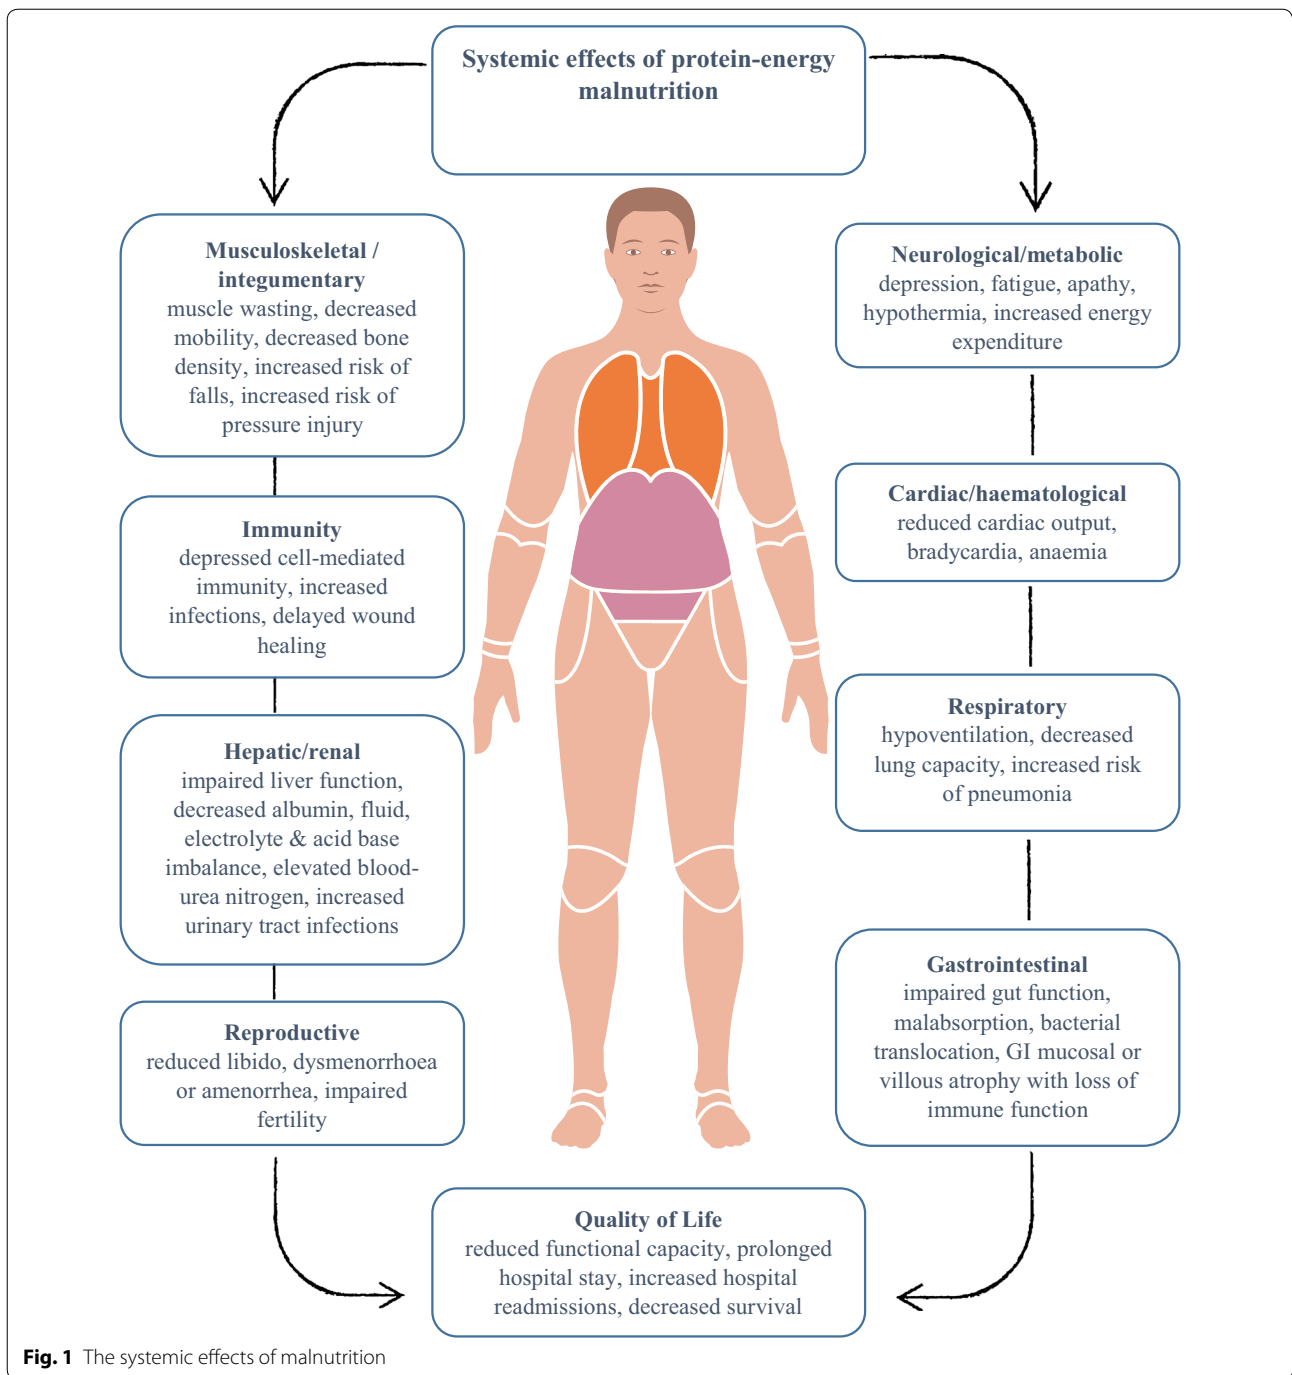 Systemic effects of protein-energy
malnutrition
Musculoskeletal /
integumentary
muscle wasting, decreased
mobility, decreased bone
density, increased risk of
falls, increased risk of
pressure injury
Immunity
depressed cell-mediated
immunity, increased
infections, delayed wound
healing
Hepatic/renal
impaired liver function,
decreased albumin, fluid,
electrolyte & acid base
imbalance, elevated blood-
urea nitrogen, increased
urinary tract infections
Reproductive
reduced libido, dysmenorrhoea
or amenorrhea, impaired
fertility
Neurological/metabolic
depression, fatigue, apathy,
hypothermia, increased energy
expenditure
Cardiac/haematological
reduced cardiac output,
bradycardia, anaemia
Respiratory
hypoventilation, decreased
lung capacity, increased risk
of pneumonia
Gastrointestinal
impaired gut function,
malabsorption, bacterial
translocation, GI mucosal or
villous atrophy with loss of
immune function
Quality of Life
reduced functional capacity, prolonged
hospital stay, increased hospital
readmissions, decreased survival
Fig. 1 The systemic effects of malnutrition